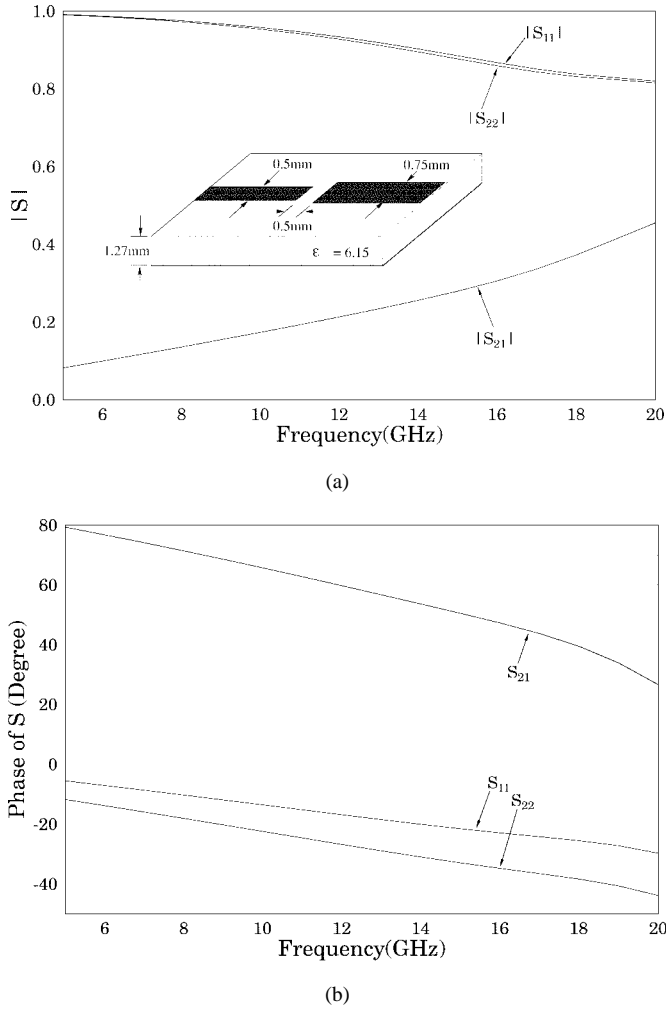 1.0
0.8
0.6
0.4
0.2
0.0
|S|
|S₁₁|
|S₂₂|
0.5mm
0.75mm
0.5mm
1.27mm
ε = 6.15
|S₂₁|
6 8 10 12 14 16 18 20
Frequency(GHz)
(a)
80
60
40
20
0
-20
-40
Phase of S (Degree)
S₂₁
S₁₁
S₂₂
6 8 10 12 14 16 18 20
Frequency(GHz)
(b)